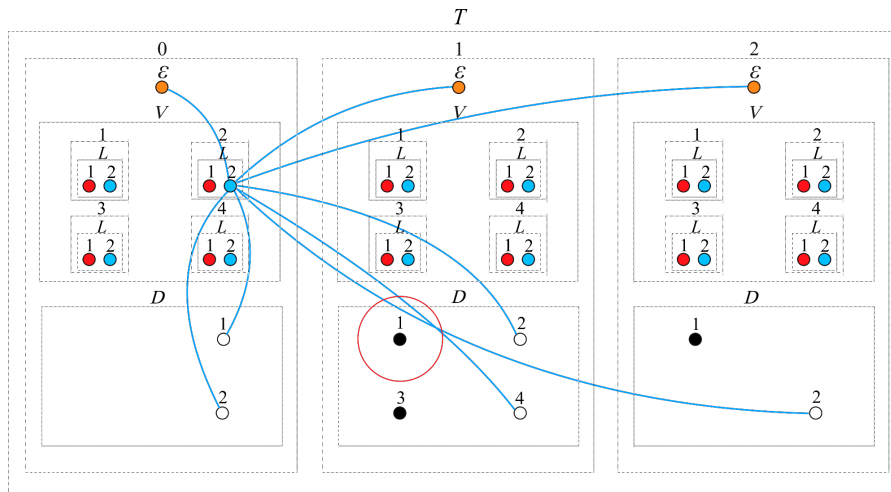 T
0 1 2
ε ε ε
V V V
1 2 1 2 1 2
L L L L L L
1 2 1 2 1 2 1 2 1 2 1 2
3 4 3 4 3 4
L L L L L L
1 2 1 2 1 2 1 2 1 2 1 2
D D D
1 1 2 1
2 3 4 2